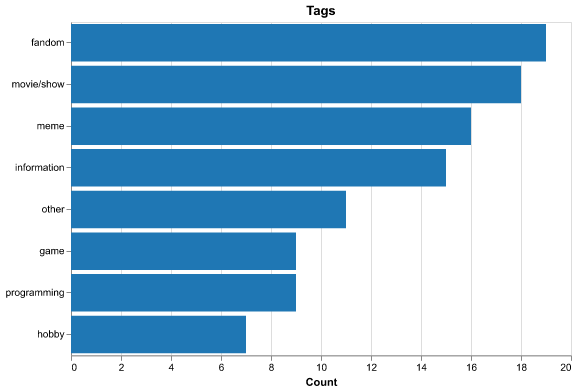 Tags
fandom
movie/show
meme
information
other
game
programming
hobby
0 2 4 6 8 10 12 14 16 18 20
Count